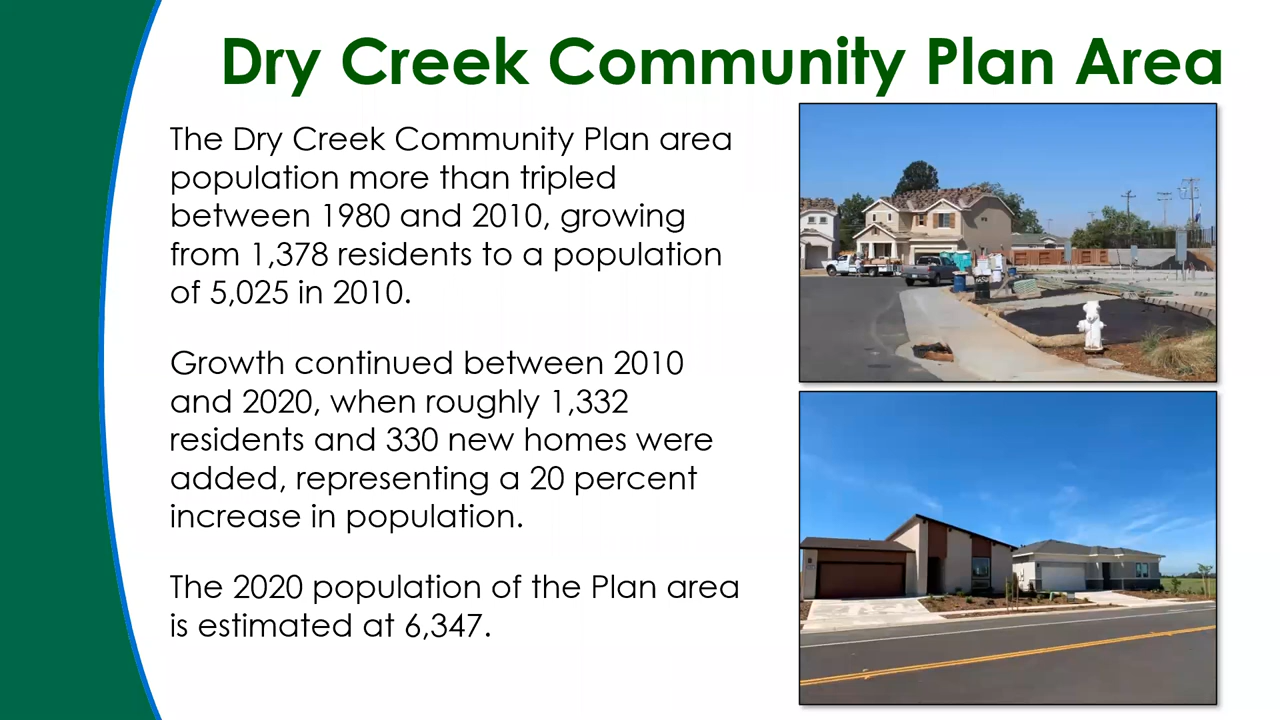 Dry Creek Community Plan Area
The Dry Creek Community Plan area
population more than tripled
between 1980 and 2010, growing
from 1,378 residents to a population
of 5,025 in 2010.
Growth continued between 2010
and 2020, when roughly 1,332
residents and 330 new homes were
added, representing a 20 percent
increase in population.
The 2020 population of the Plan area
is estimated at 6,347.